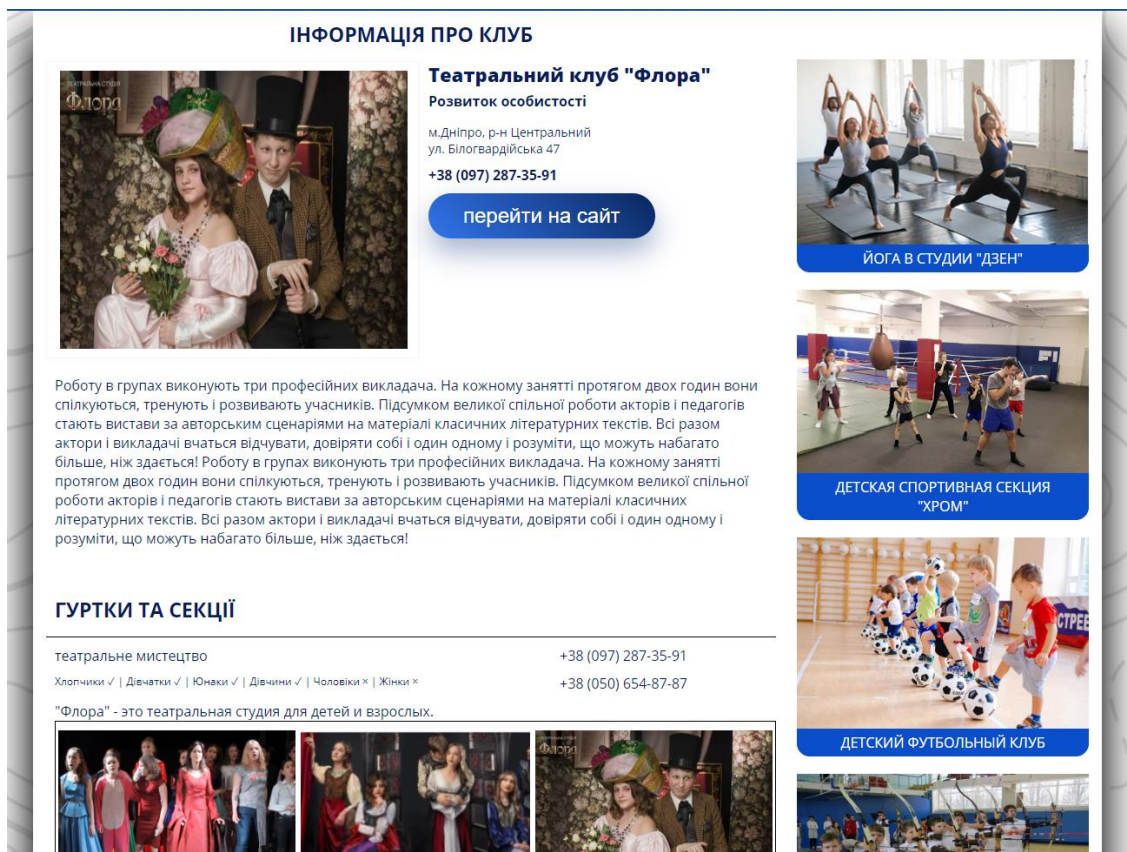 ІНФОРМАЦІЯ ПРО КЛУБ
ТЕАТРАЛЬНА СТУДІЯ
Флора
Театральний клуб "Флора"
Розвиток особистості
м.Дніпро, р-н Центральний
ул. Білогвардійська 47
+38 (097) 287-35-91
перейти на сайт
Роботу в групах виконують три професійних викладача. На кожному занятті протягом двох годин вони
спілкуються, тренують і розвивають учасників. Підсумком великої спільної роботи акторів і педагогів
стають вистави за авторським сценаріями на матеріалі класичних літературних текстів. Всі разом
актори і викладачі вчаться відчувати, довіряти собі і один одному і розуміти, що можуть набагато
більше, ніж здається! Роботу в групах виконують три професійних викладача. На кожному занятті
протягом двох годин вони спілкуються, тренують і розвивають учасників. Підсумком великої спільної
роботи акторів і педагогів стають вистави за авторським сценаріями на матеріалі класичних
літературних текстів. Всі разом актори і викладачі вчаться відчувати, довіряти собі і один одному і
розуміти, що можуть набагато більше, ніж здається!
ГУРТКИ ТА СЕКЦІЇ
театральне мистецтво
+38 (097) 287-35-91
Хлопчики ✓ | Дівчатки ✓ | Юнаки ✓ | Дівчини ✓ | Чоловіки × | Жінки ×
+38 (050) 654-87-87
"Флора" - это театральная студия для детей и взрослых.
Флора
ЙОГА В СТУДИИ "ДЗЕН"
ДЕТСКАЯ СПОРТИВНАЯ СЕКЦИЯ
"ХРОМ"
ДЕТСКИЙ ФУТБОЛЬНЫЙ КЛУБ